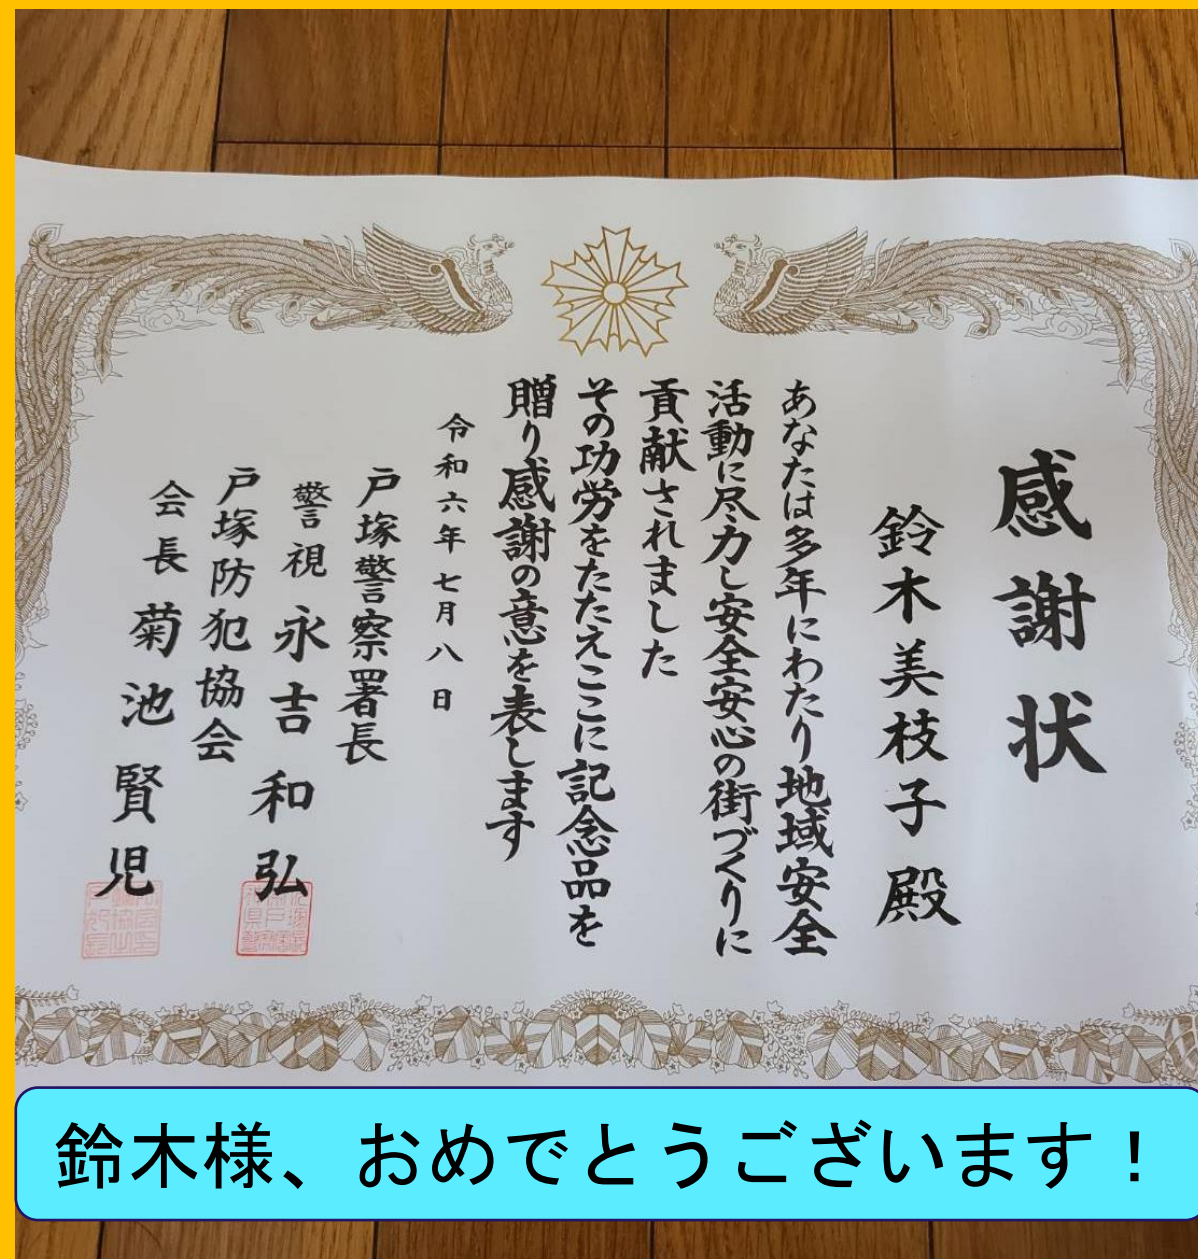 感謝状
鈴木美枝子殿
あなたは多年にわたり地域安全
活動に尽力し安全安心の街づくりに
貢献されました
その功労をたたえここに記念品を
贈り感謝の意を表します
令和六年七月八日
戸塚警察署長
警視 永吉和弘
戸塚防犯協会
会長 菊池賢児
鈴木様、おめでとうございます！